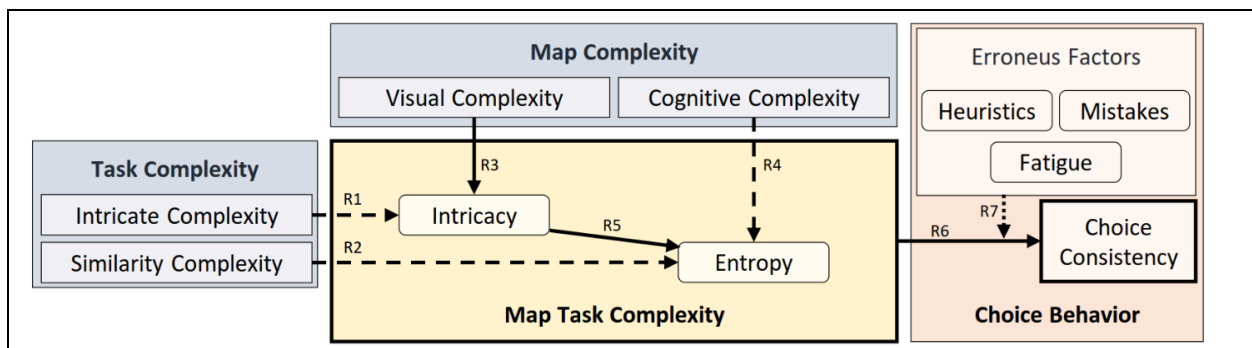 Map Complexity
Visual Complexity
Cognitive Complexity
Erroneus Factors
Heuristics
Mistakes
Fatigue
Task Complexity
Intricate Complexity
Similarity Complexity
R1
R2
R3
R4
Intricacy
R5
Entropy
Map Task Complexity
R6
R7
Choice
Consistency
Choice Behavior